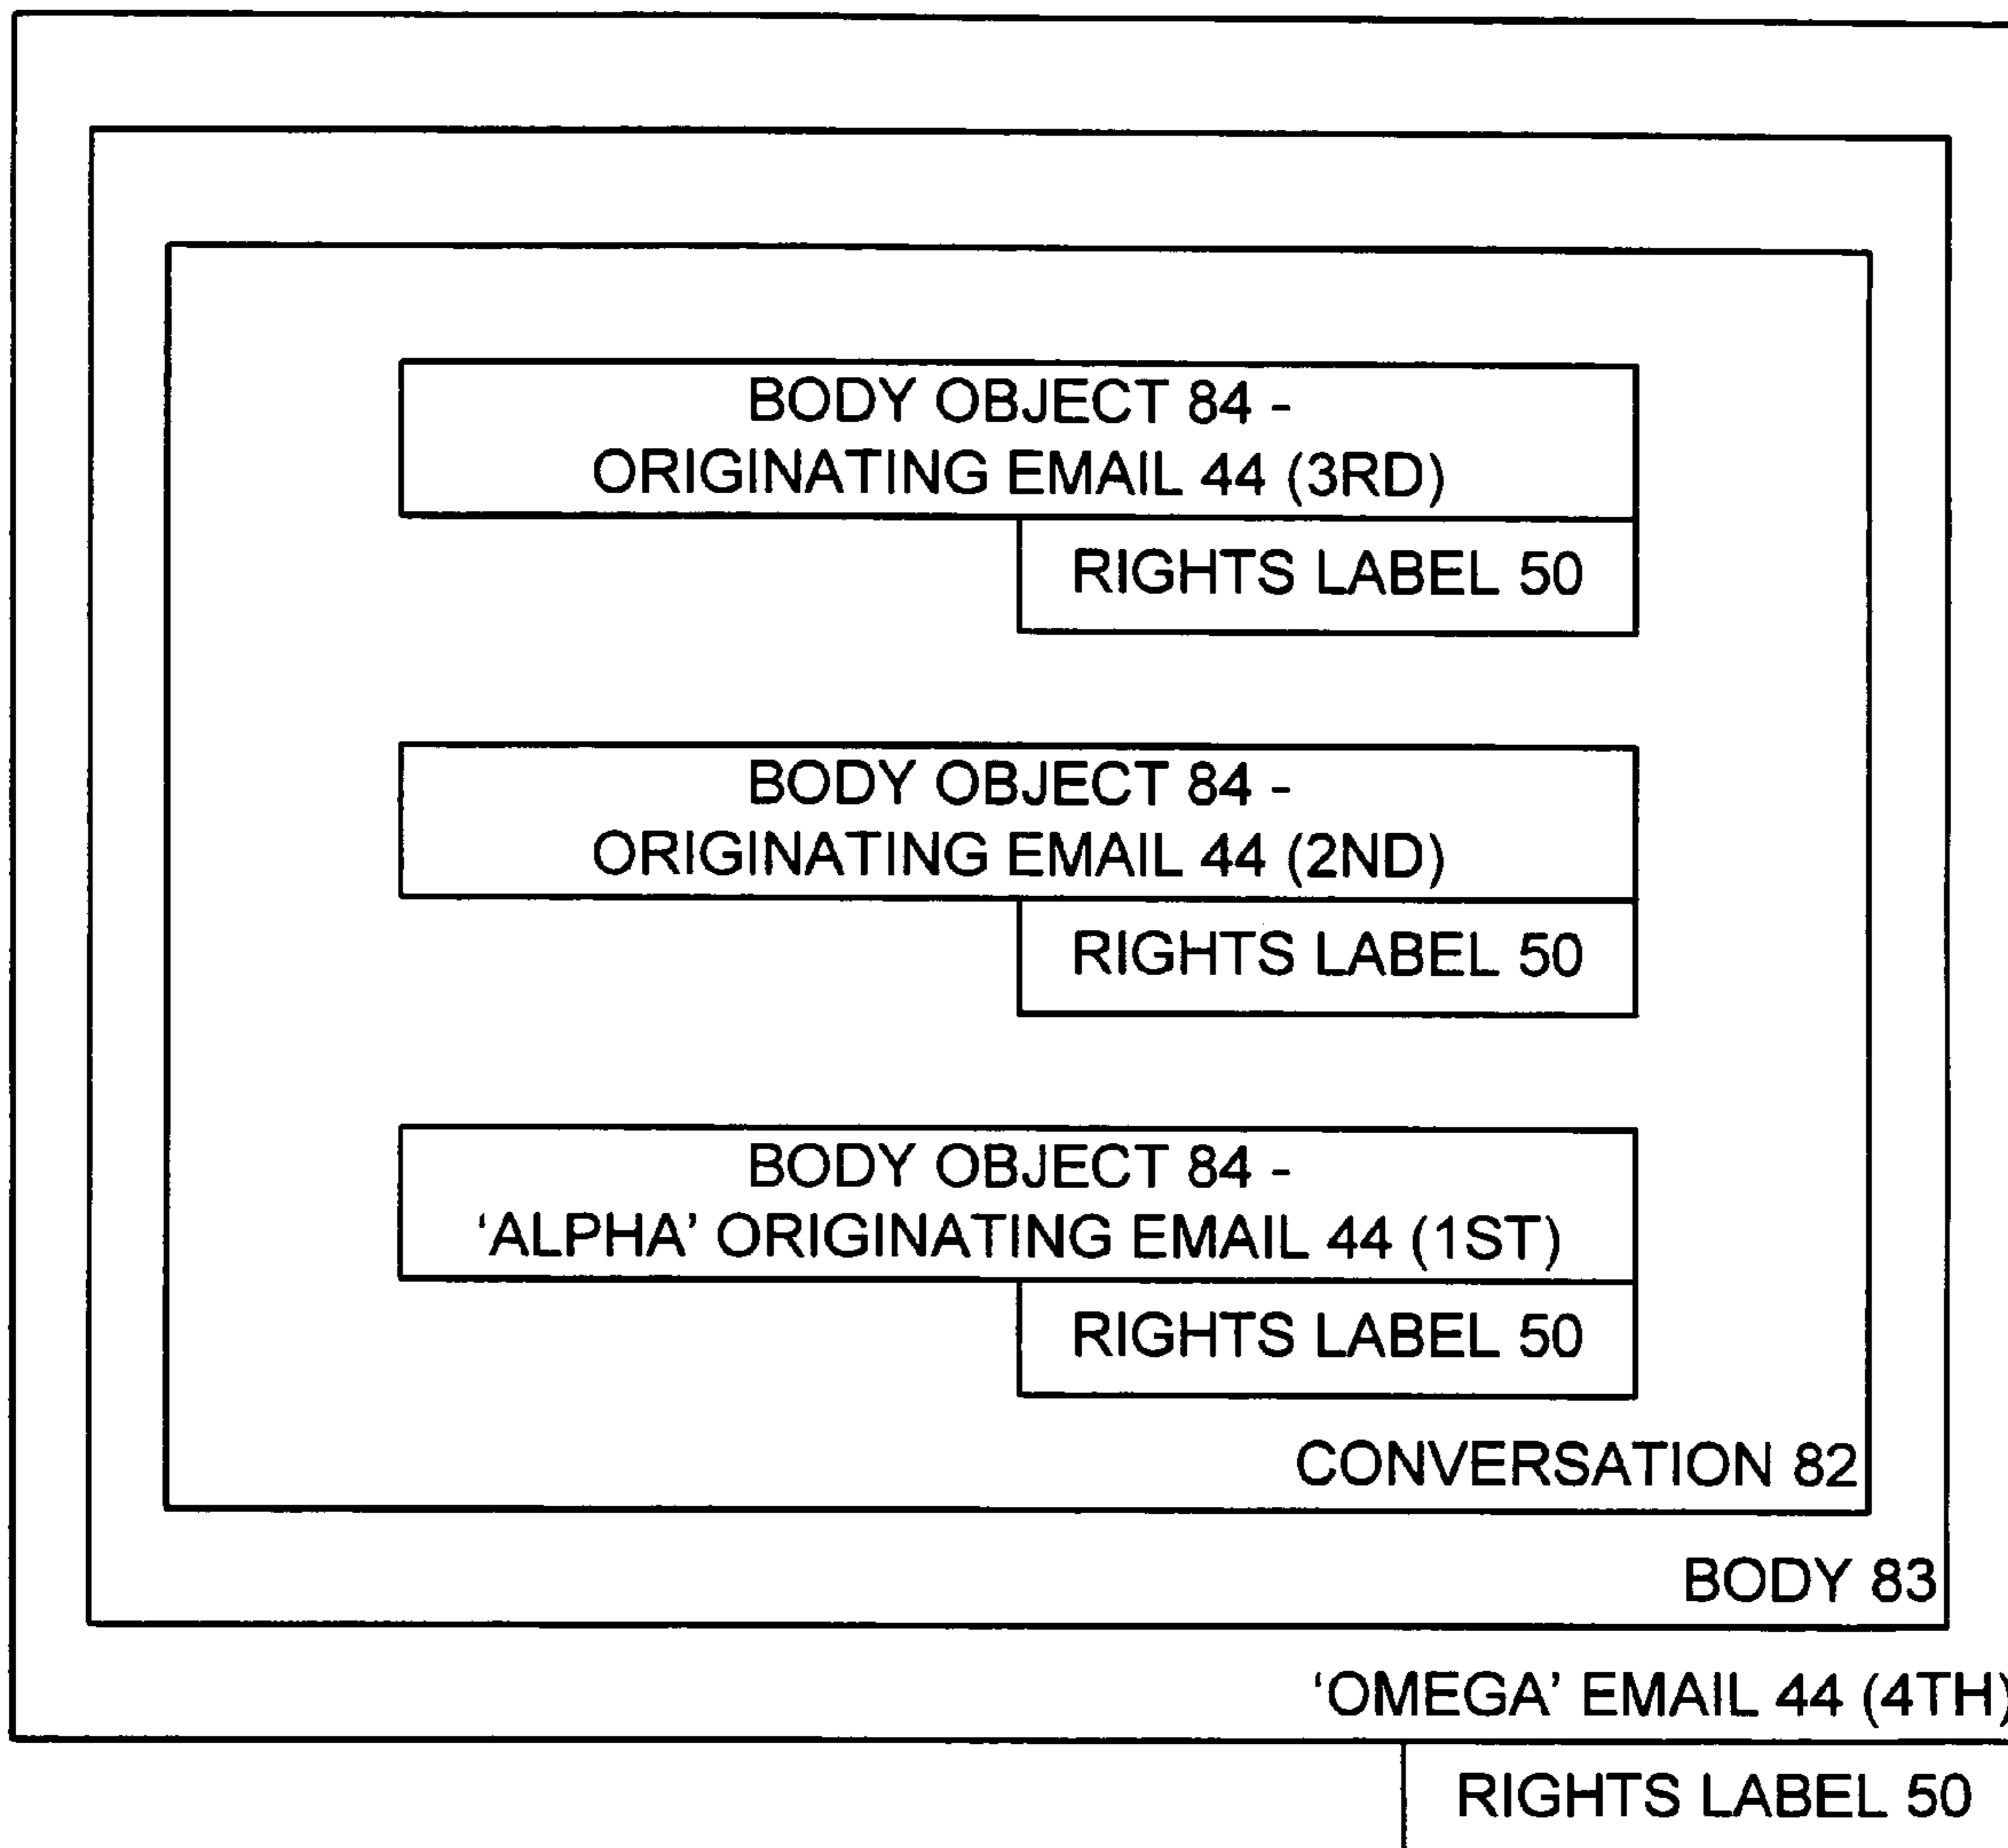 BODY OBJECT 84 -
ORIGINATING EMAIL 44 (3RD)
RIGHTS LABEL 50
BODY OBJECT 84 -
ORIGINATING EMAIL 44 (2ND)
RIGHTS LABEL 50
BODY OBJECT 84 -
‘ALPHA’ ORIGINATING EMAIL 44 (1ST)
RIGHTS LABEL 50
CONVERSATION 82
BODY 83
‘OMEGA’ EMAIL 44 (4TH)
RIGHTS LABEL 50